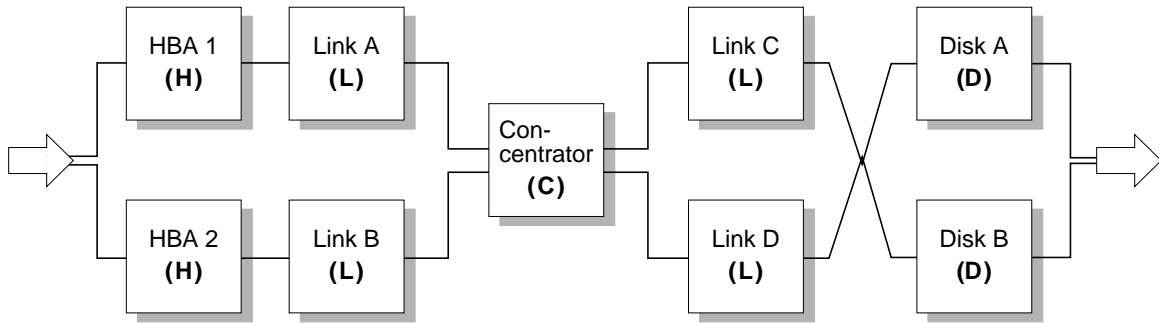 HBA 1
(H)
Link A
(L)
Con-
centrator
(C)
Link C
(L)
Disk A
(D)
HBA 2
(H)
Link B
(L)
Link D
(L)
Disk B
(D)